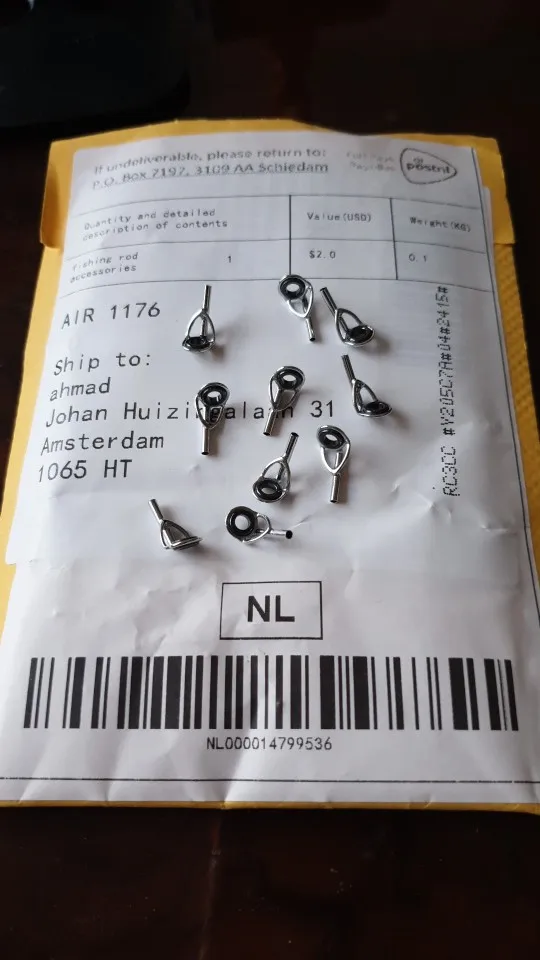 If undeliverable, please return to:
P.O. Box 7197, 3109 AA Schiedam
postnl
Quantity and detailed
description of contents
Value(USD)
Weight(KG)
Fishing rod
accessories
1
$2.0
0.1
AIR 1176
Ship to:
ahmad
Johan Huizingalaan 31
Amsterdam
1065 HT
NL
NL000014799536